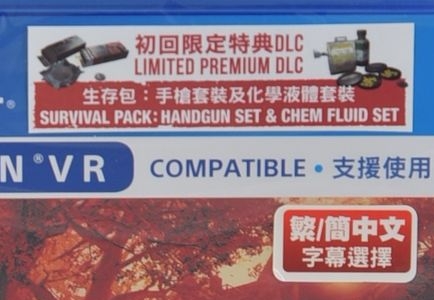 初回限定特典DLC
LIMITED PREMIUM DLC
生存包：手槍套裝及化學液體套裝
SURVIVAL PACK: HANDGUN SET & CHEM FLUID SET
N® VR COMPATIBLE • 支援使用
繁/簡中文
字幕選擇